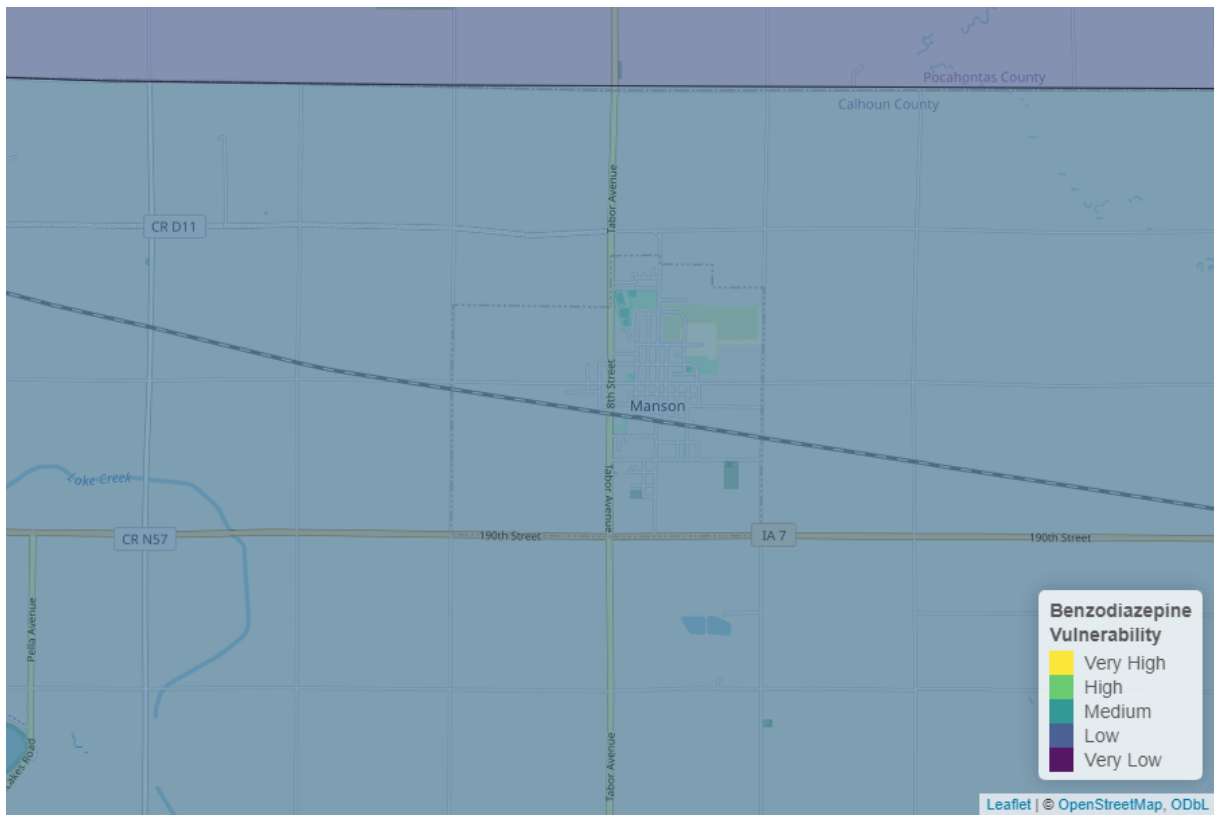 Pocahontas County
Calhoun County
Tabor Avenue
CR D11
8th Street
Manson
Lake Creek
Tabor Avenue
CR N57
190th Street
IA 7
190th Street
Pella Avenue
Lakes Road
Tabor Avenue
Benzodiazepine
Vulnerability
Very High
High
Medium
Low
Very Low
Leaflet | © OpenStreetMap, ODbL